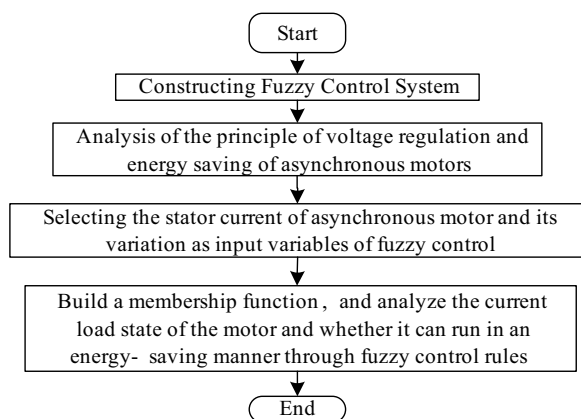 Start
Constructing Fuzzy Control System
Analysis of the principle of voltage regulation and
energy saving of asynchronous motors
Selecting the stator current of asynchronous motor and its
variation as input variables of fuzzy control
Build a membership function , and analyze the current
load state of the motor and whether it can run in an
energy- saving manner through fuzzy control rules
End